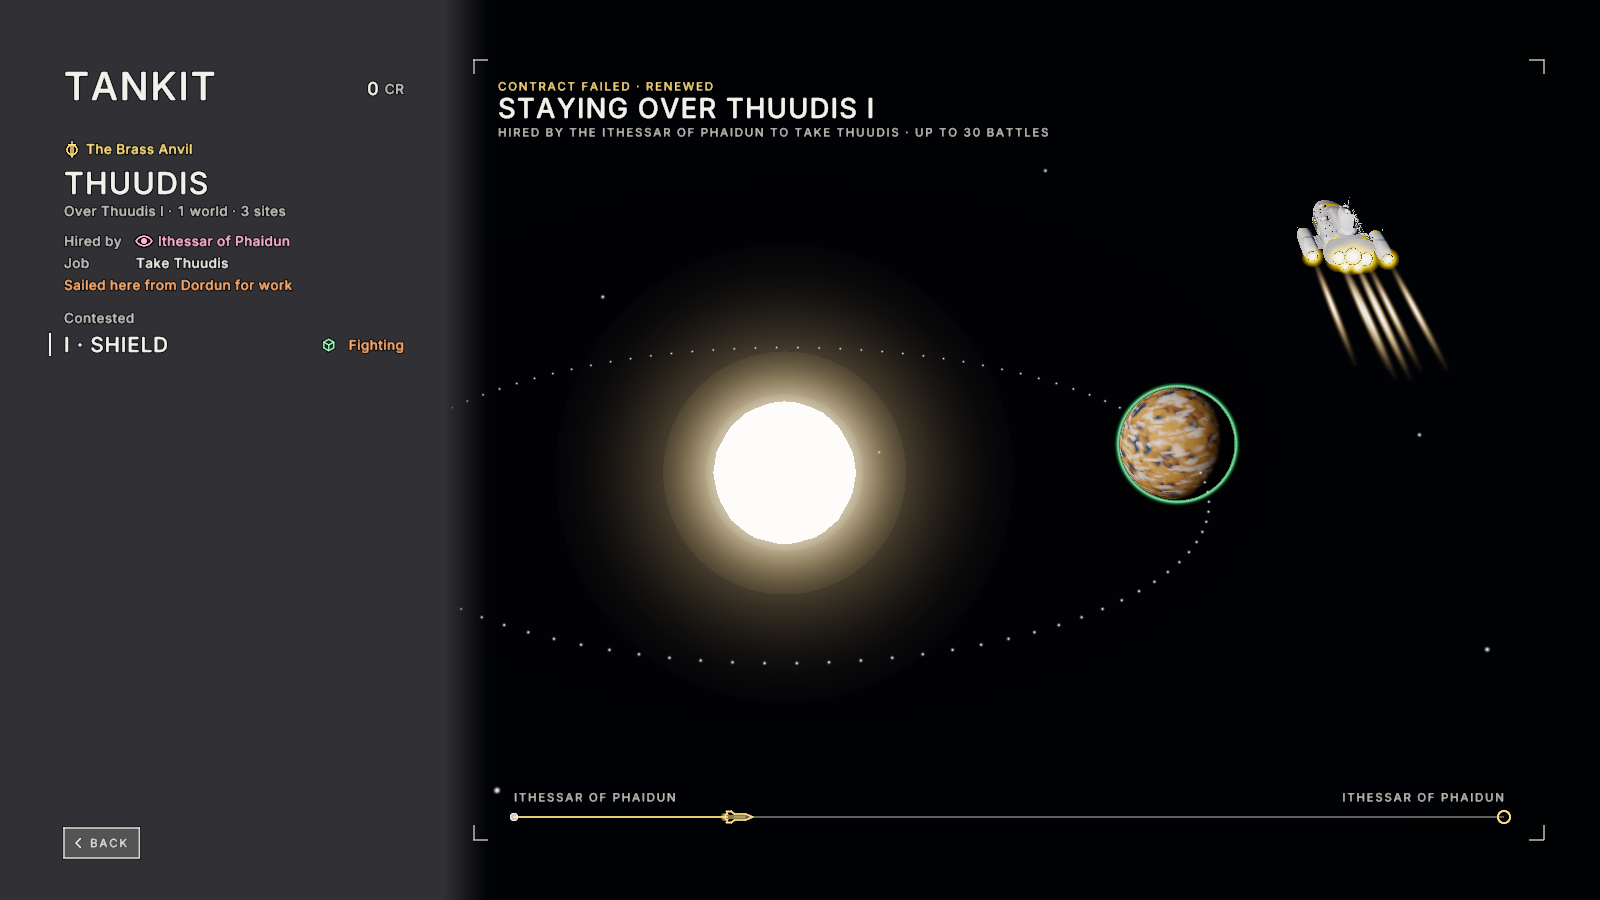 TANKIT
0 CR
The Brass Anvil
THUUDIS
Over Thuudis I · 1 world · 3 sites
Hired by Ithessar of Phaidun
Job Take Thuudis
Sailed here from Dordun for work
Contested
I · SHIELD Fighting
BACK
CONTRACT FAILED · RENEWED
STAYING OVER THUUDIS I
HIRED BY THE ITHESSAR OF PHAIDUN TO TAKE THUUDIS · UP TO 30 BATTLES
ITHESSAR OF PHAIDUN
ITHESSAR OF PHAIDUN